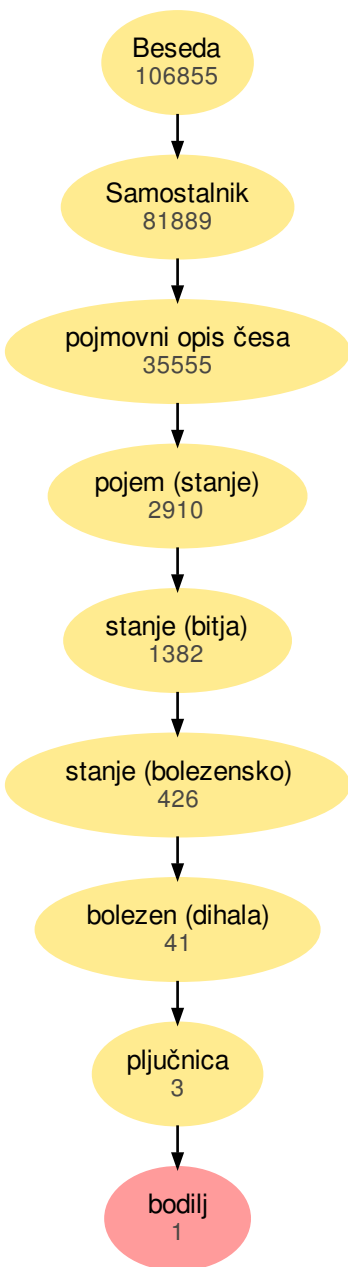 Beseda
106855
Samostalnik
81889
pojmovni opis česa
35555
pojem (stanje)
2910
stanje (bitja)
1382
stanje (bolezensko)
426
bolezen (dihala)
41
pljučnica
3
bodilj
1